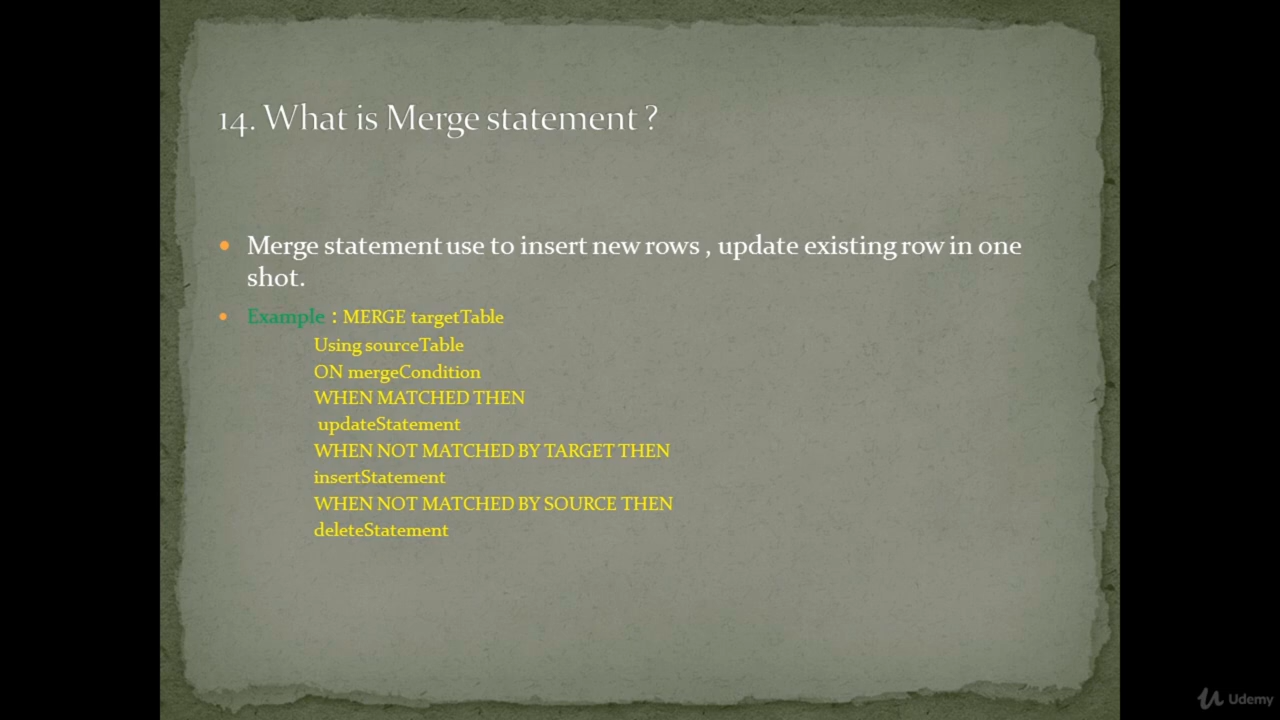 14. What is Merge statement ?
Merge statement use to insert new rows , update existing row in one
shot.
Example : MERGE targetTable
Using sourceTable
ON mergeCondition
WHEN MATCHED THEN
updateStatement
WHEN NOT MATCHED BY TARGET THEN
insertStatement
WHEN NOT MATCHED BY SOURCE THEN
deleteStatement
Udemy